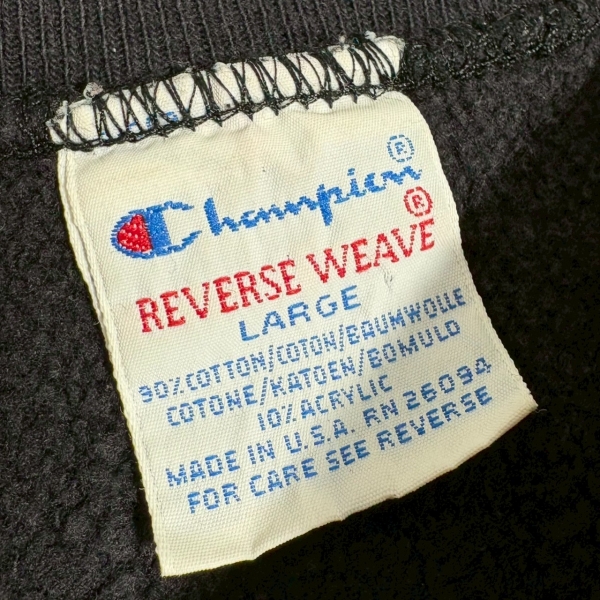 Champion®
REVERSE WEAVE®
LARGE
90% COTTON/COTON/BAUMWOLLE
COTONE/KATOEN/BOMULD
10% ACRYLIC
MADE IN U.S.A. RN 26094
FOR CARE SEE REVERSE